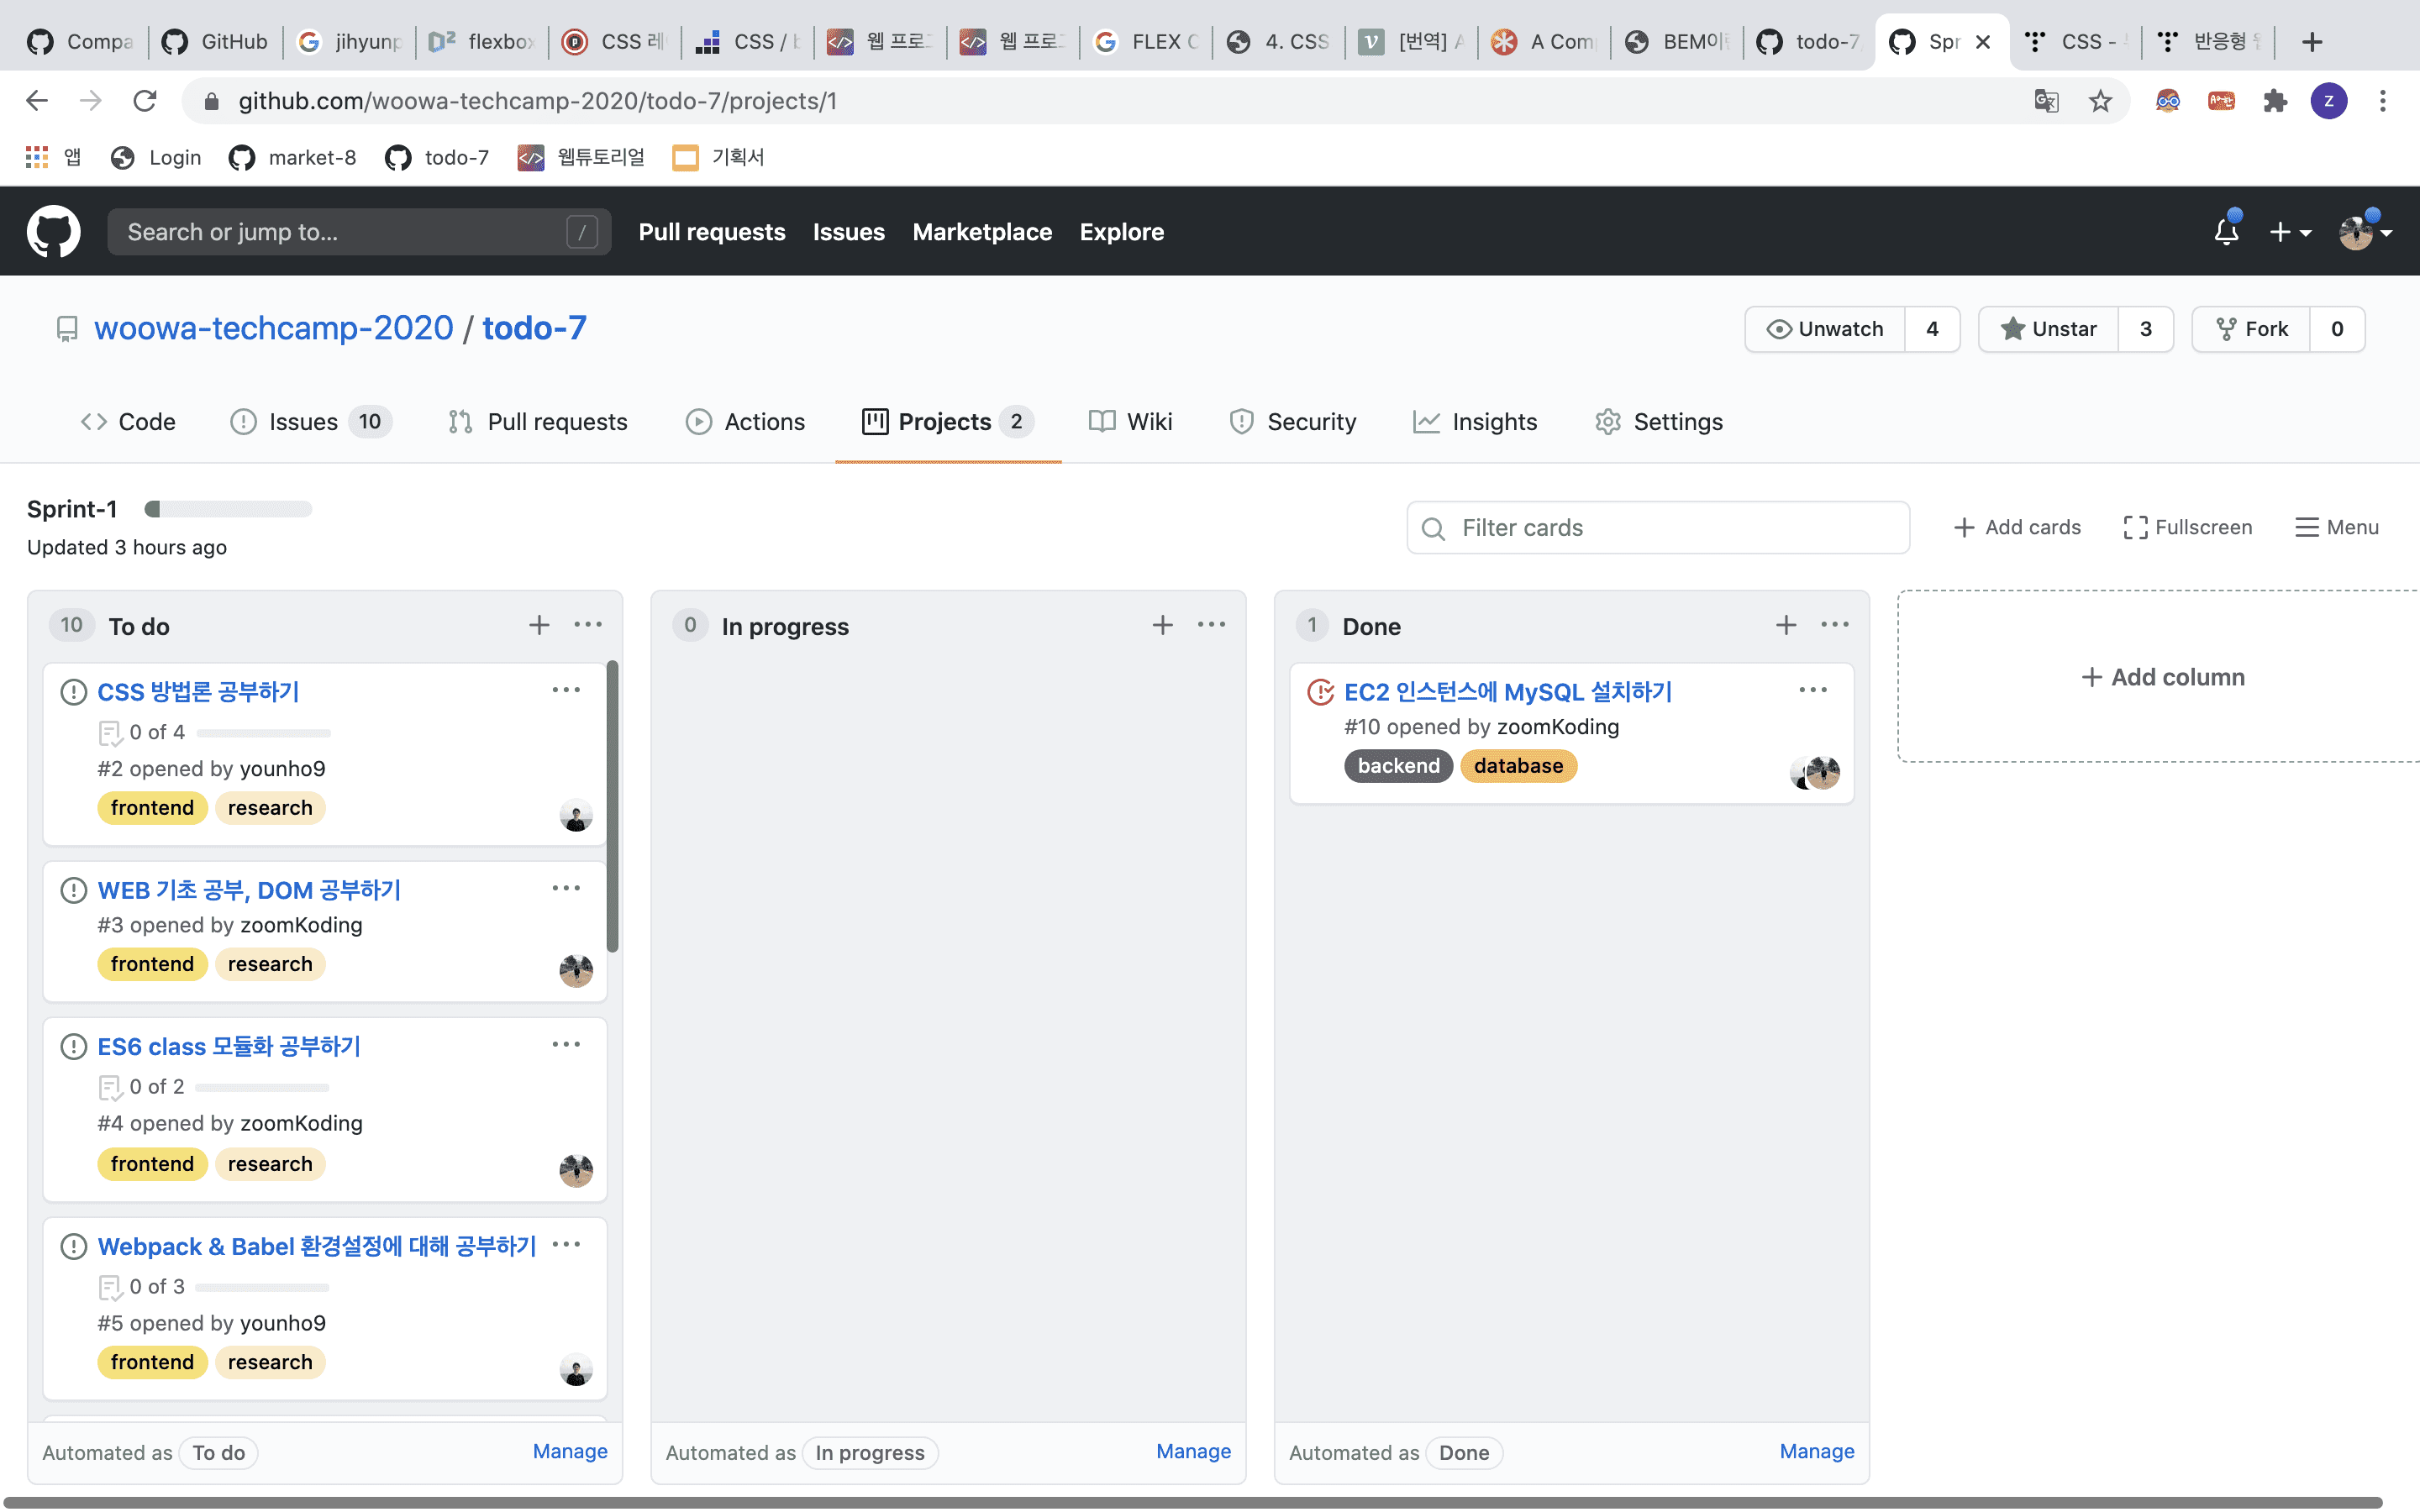 Compa
GitHub
jihyunp
flexbox
CSS 레
CSS / b
웹 프로그
웹 프로그
FLEX C
4. CSS
[번역] A
A Com
BEM이란
todo-7
Spr
CSS -
반응형 웹
github.com/woowa-techcamp-2020/todo-7/projects/1
Z
앱
Login
market-8
todo-7
웹튜토리얼
기획서
Search or jump to... /
Pull requests Issues Marketplace Explore
woowa-techcamp-2020 / todo-7
Unwatch 4
Unstar 3
Fork 0
Code
Issues 10
Pull requests
Actions
Projects 2
Wiki
Security
Insights
Settings
Sprint-1
Updated 3 hours ago
Filter cards
Add cards
Fullscreen
Menu
10 To do
CSS 방법론 공부하기
0 of 4
#2 opened by younho9
frontend research
WEB 기초 공부, DOM 공부하기
#3 opened by zoomKoding
frontend research
ES6 class 모듈화 공부하기
0 of 2
#4 opened by zoomKoding
frontend research
Webpack & Babel 환경설정에 대해 공부하기
0 of 3
#5 opened by younho9
frontend research
Automated as To do Manage
0 In progress
Automated as In progress Manage
1 Done
EC2 인스턴스에 MySQL 설치하기
#10 opened by zoomKoding
backend database
Automated as Done Manage
Add column